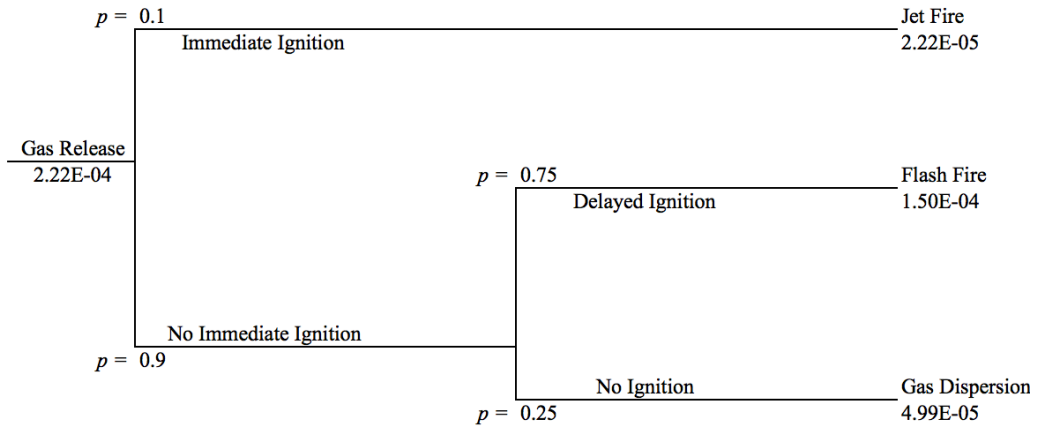 p = 0.1
Jet Fire
Immediate Ignition
2.22E-05
Gas Release
2.22E-04
p = 0.75
Flash Fire
Delayed Ignition
1.50E-04
No Immediate Ignition
p = 0.9
No Ignition
Gas Dispersion
p = 0.25
4.99E-05